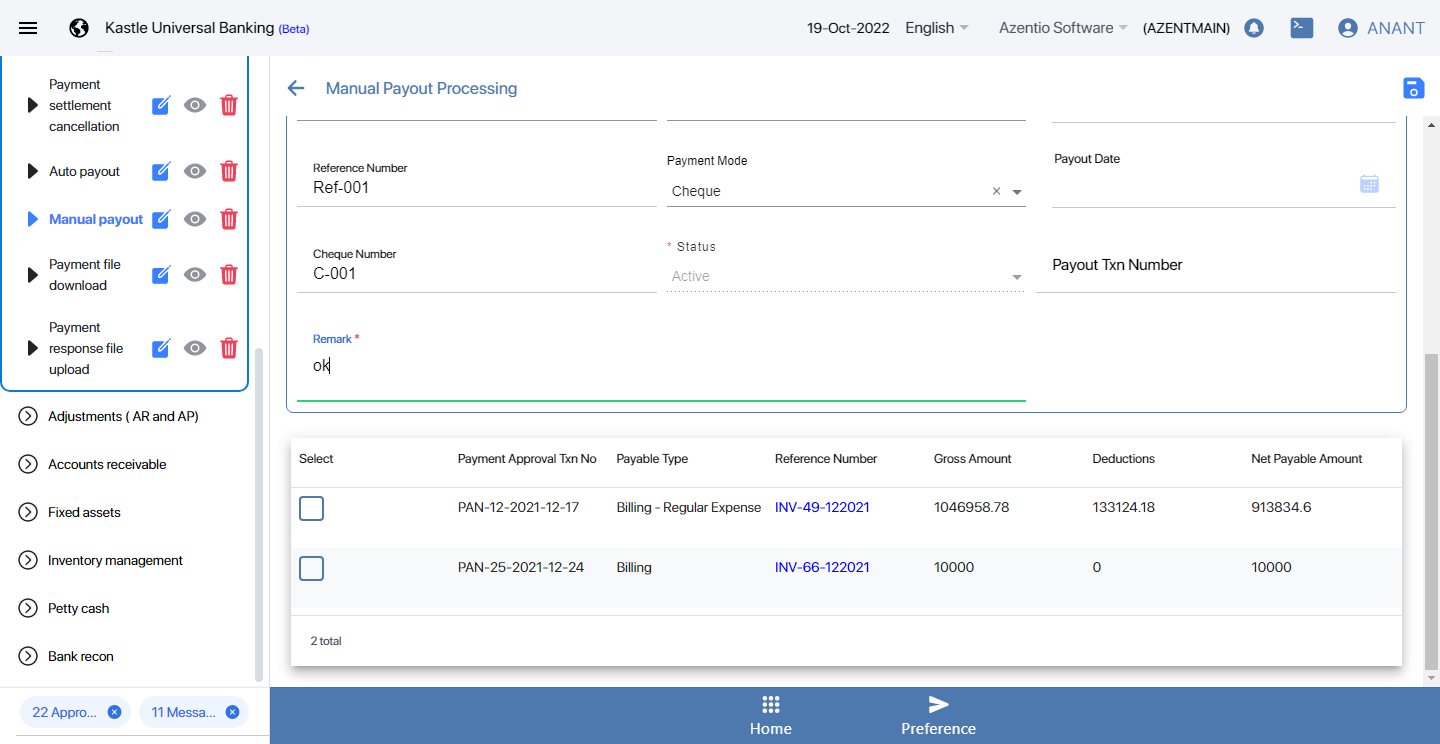 Kastle Universal Banking (Beta)
19-Oct-2022
English
Azentio Software
(AZENTMAIN)
ANANT
Payment
settlement
cancellation
Auto payout
Manual payout
Payment file
download
Payment
response file
upload
Adjustments ( AR and AP)
Accounts receivable
Fixed assets
Inventory management
Petty cash
Bank recon
22 Appro...
11 Messa...
Manual Payout Processing
Reference Number
Ref-001
Payment Mode
Cheque
Payout Date
Cheque Number
C-001
* Status
Active
Payout Txn Number
Remark *
ok
Select Payment Approval Txn No Payable Type Reference Number Gross Amount Deductions Net Payable Amount
PAN-12-2021-12-17 Billing - Regular Expense INV-49-122021 1046958.78 133124.18 913834.6
PAN-25-2021-12-24 Billing INV-66-122021 10000 0 10000
2 total
Home
Preference